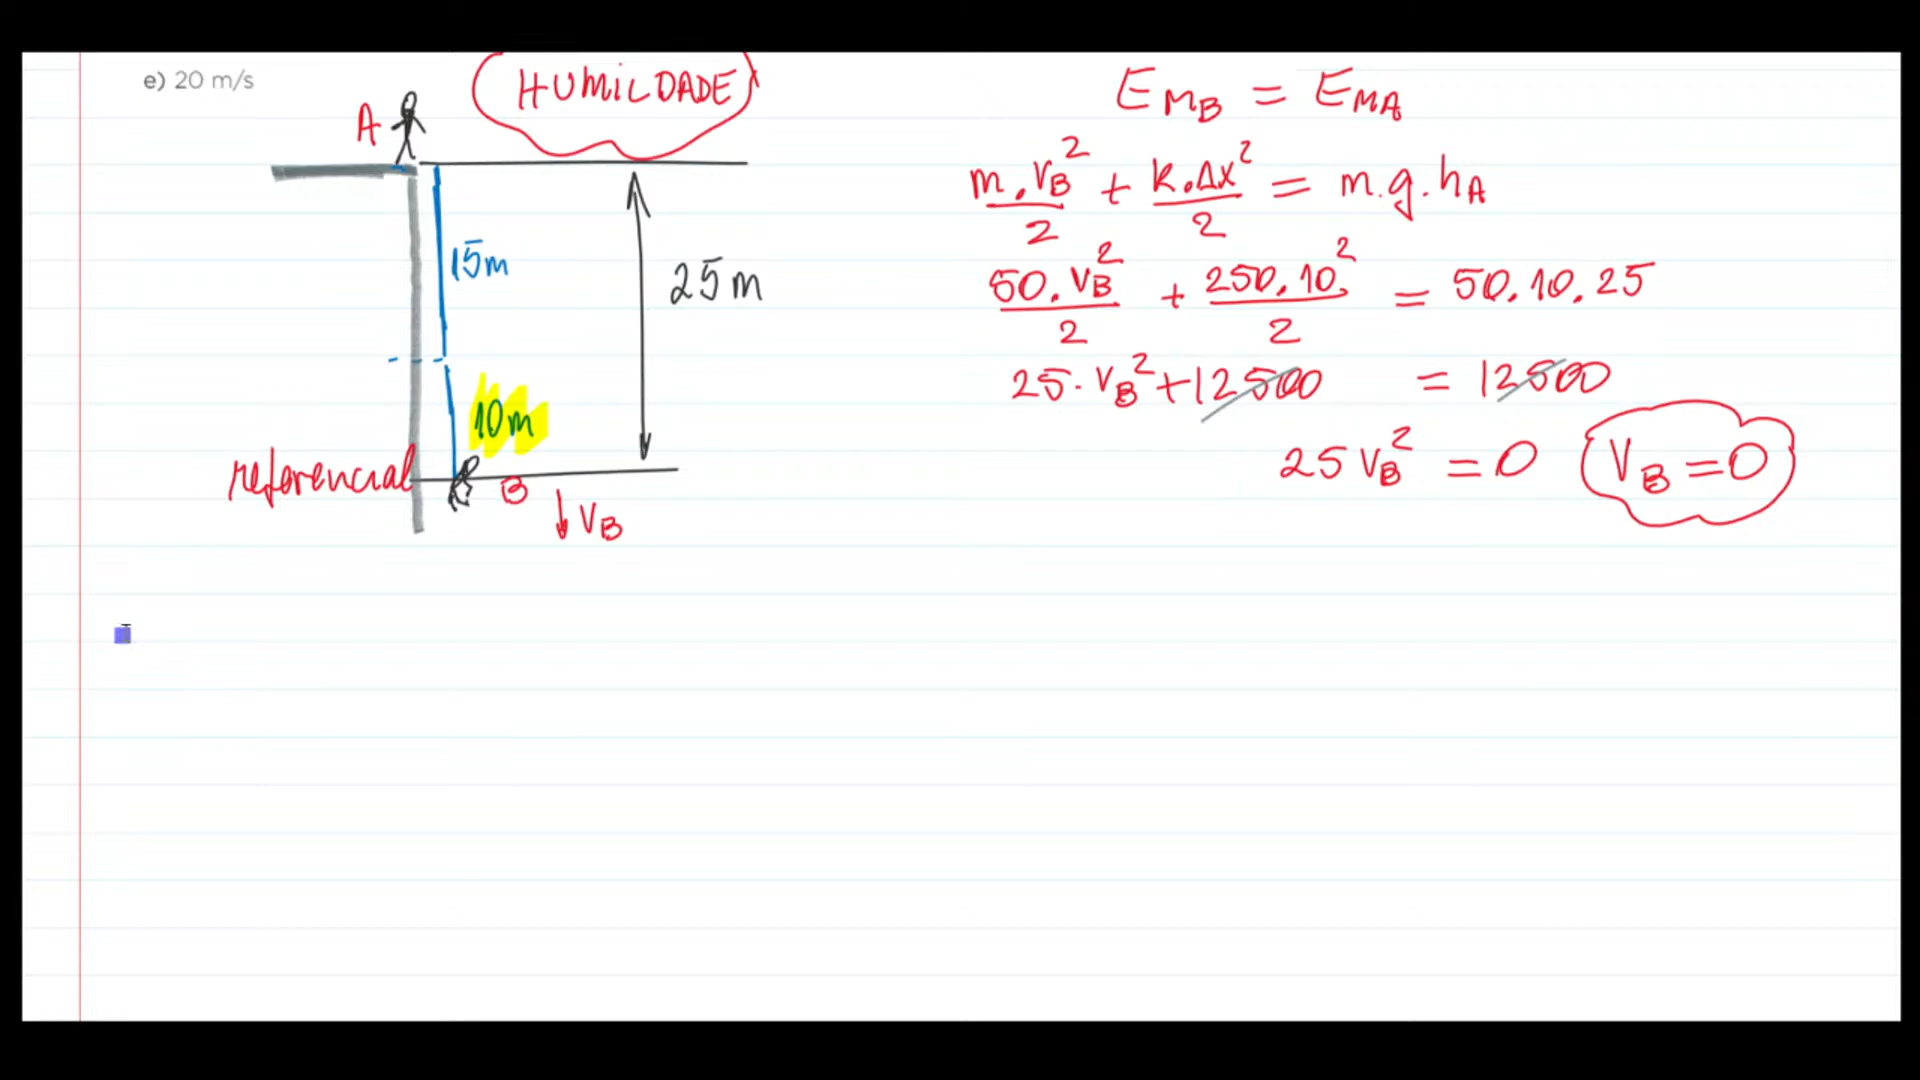 e) 20 m/s
HUMILDADE
A
15m
25m
10m
referencial
B
↓ VB
EMB = EMA
m.VB²/2 + K.Δx²/2 = m.g.hA
50.VB²/2 + 250.10²/2 = 50.10.25
25.VB² + 12500 = 12500
25VB² = 0
VB = 0